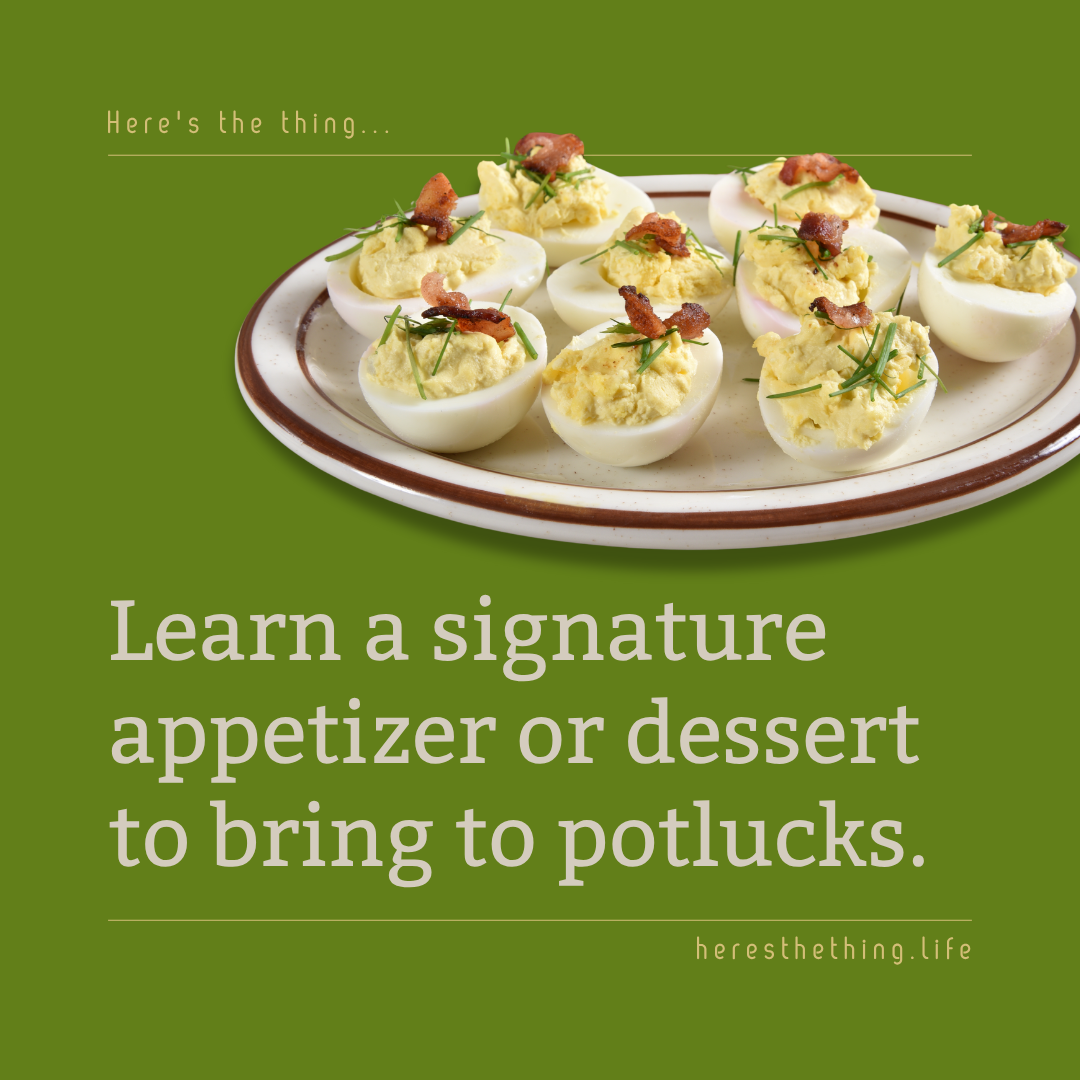 Here's the thing...
Learn a signature
appetizer or dessert
to bring to potlucks.
heresthething.life